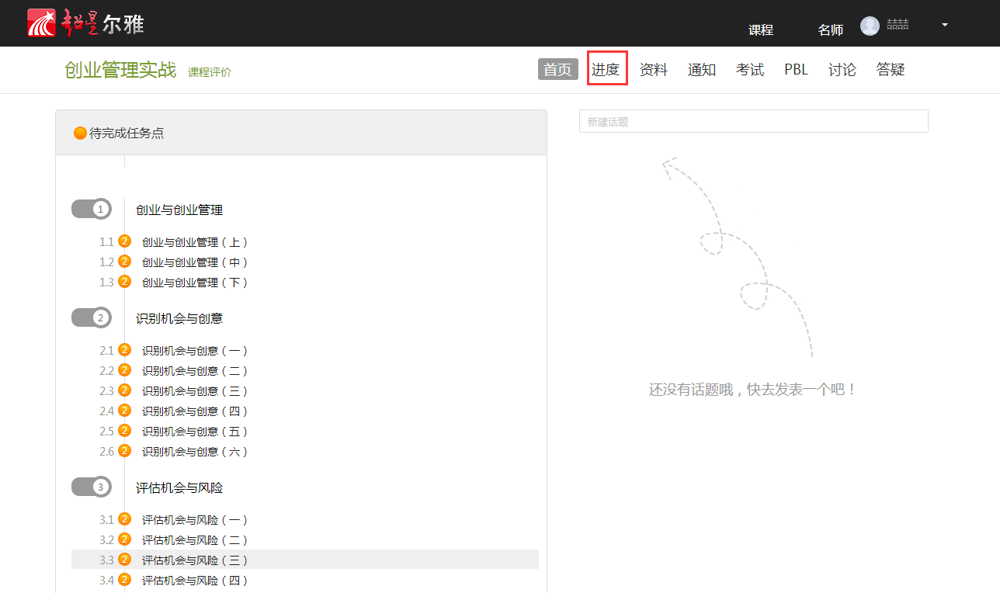 超星尔雅
课程 名师 喆喆
创业管理实战 课程评价
首页 进度 资料 通知 考试 PBL 讨论 答疑
待完成任务点
1 创业与创业管理
1.1 2 创业与创业管理（上）
1.2 2 创业与创业管理（中）
1.3 2 创业与创业管理（下）
2 识别机会与创意
2.1 2 识别机会与创意（一）
2.2 2 识别机会与创意（二）
2.3 2 识别机会与创意（三）
2.4 2 识别机会与创意（四）
2.5 2 识别机会与创意（五）
2.6 2 识别机会与创意（六）
3 评估机会与风险
3.1 2 评估机会与风险（一）
3.2 2 评估机会与风险（二）
3.3 2 评估机会与风险（三）
3.4 2 评估机会与风险（四）
新建话题
还没有话题哦，快去发表一个吧！